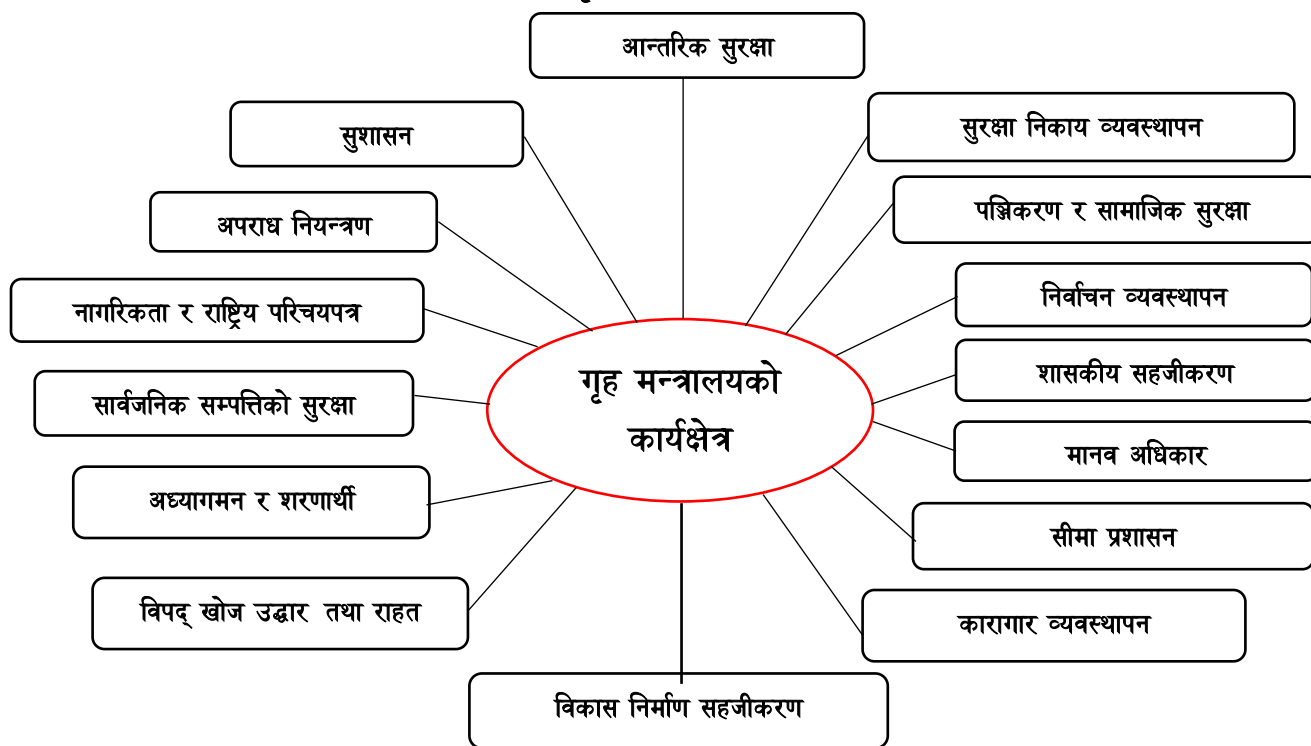 आन्तरिक सुरक्षा
सुरक्षा निकाय व्यवस्थापन
सुशासन
पञ्जिकरण र सामाजिक सुरक्षा
अपराध नियन्त्रण
निर्वाचन व्यवस्थापन
नागरिकता र राष्ट्रिय परिचयपत्र
शासकीय सहजीकरण
गृह मन्त्रालयको
कार्यक्षेत्र
सार्वजनिक सम्पत्तिको सुरक्षा
मानव अधिकार
अध्यागमन र शरणार्थी
सीमा प्रशासन
विपद् खोज उद्धार तथा राहत
कारागार व्यवस्थापन
विकास निर्माण सहजीकरण